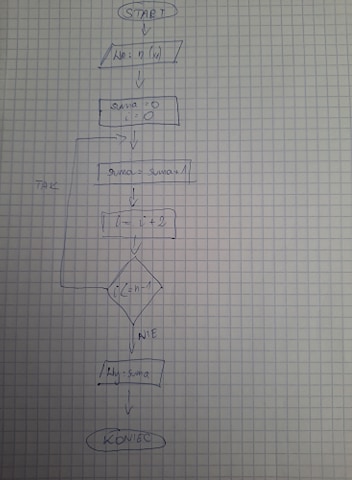 START
We: n (N)
suma = 0
i = 0
suma = suma + 1
i = i + 2
i <= n-1
TAK
NIE
Wy: suma
KONIEC